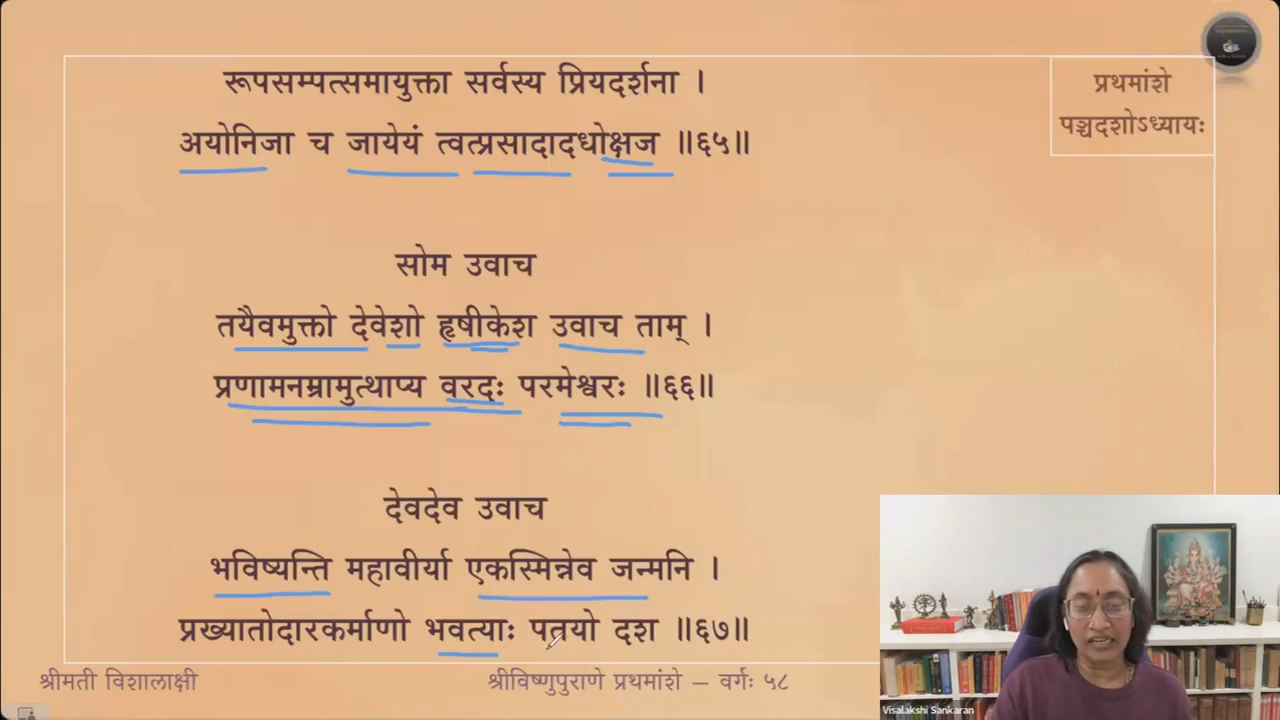 रूपसम्पत्समायुक्ता सर्वस्य प्रियदर्शना ।
अयोनिजा च जायेयं त्वत्प्रसादादधोक्षज ॥६५॥
प्रथमांशे
पञ्चदशोऽध्यायः
सोम उवाच
तयैवमुक्तो देवेशो हृषीकेश उवाच ताम् ।
प्रणामनम्रामुत्थाप्य वरदः परमेश्वरः ॥६६॥
देवदेव उवाच
भविष्यन्ति महावीर्या एकस्मिन्नेव जन्मनि ।
प्रख्यातोदारकर्माणो भवत्याः पतयो दश ॥६७॥
श्रीमती विशालाक्षी
श्रीविष्णुपुराणे प्रथमांशे – वर्गः ५८
Visalakshi Sankaran